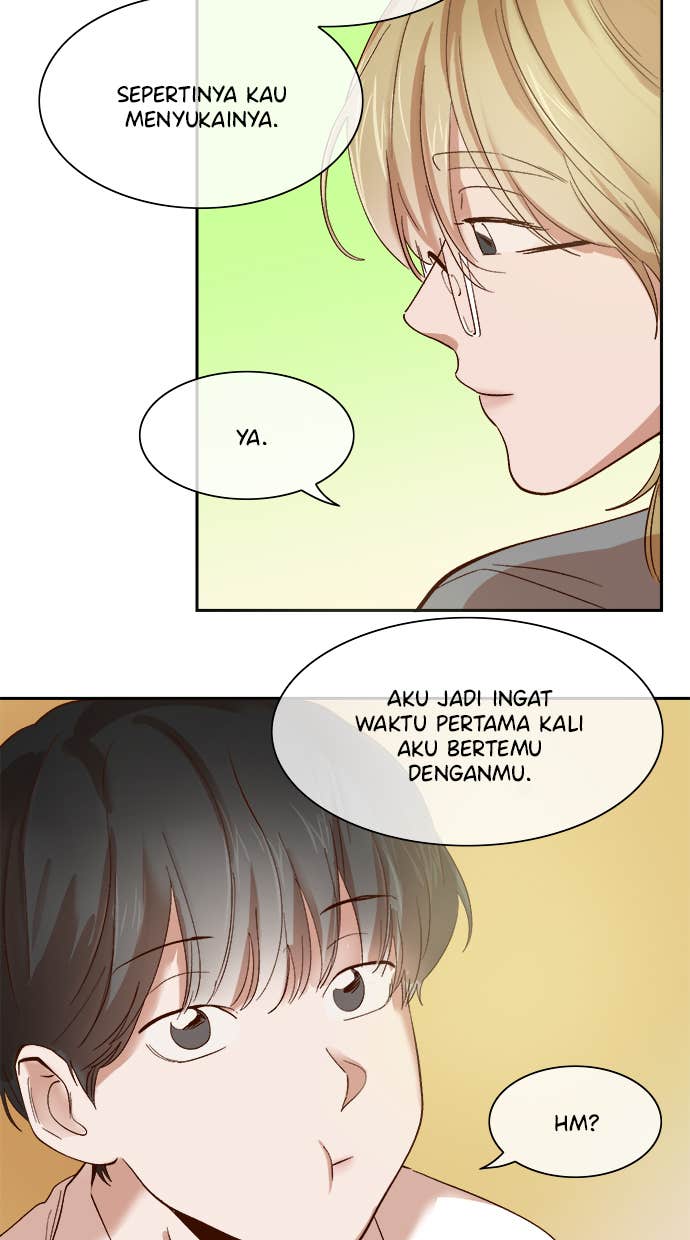 SEPERTINYA KAU
MENYUKAINYA.
YA.
AKU JADI INGAT
WAKTU PERTAMA KALI
AKU BERTEMU
DENGANMU.
HM?